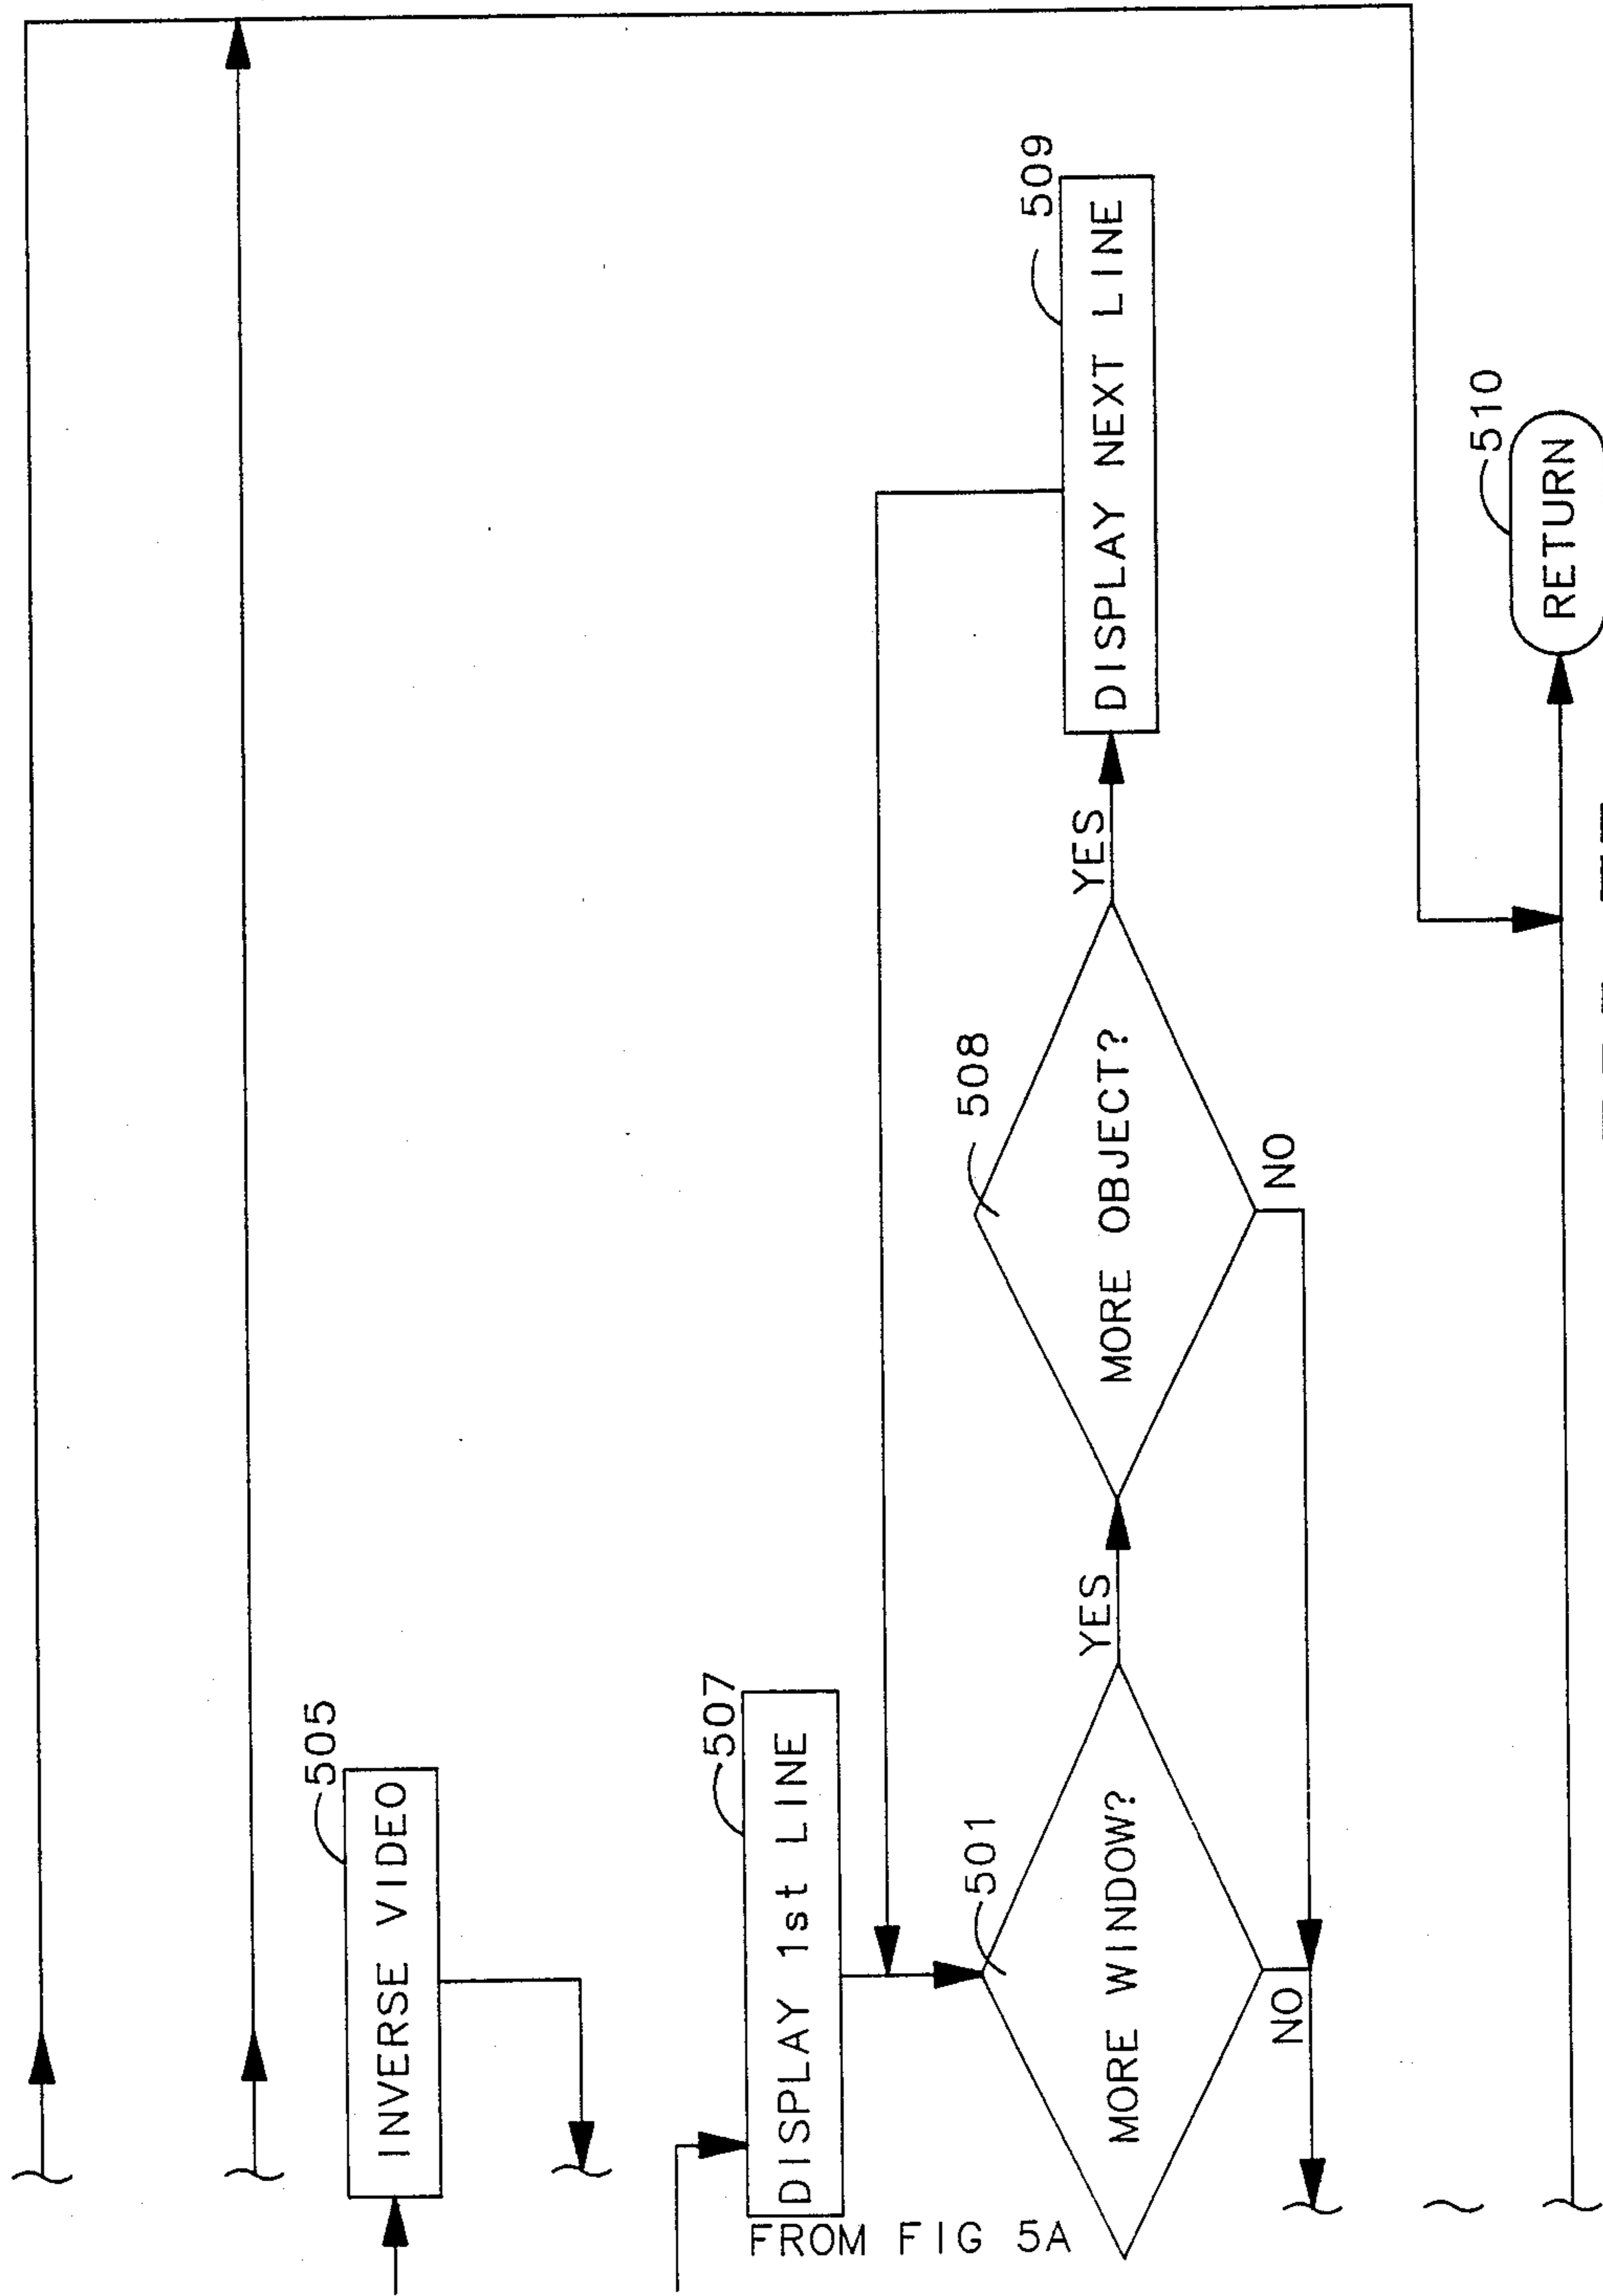 505
INVERSE VIDEO
507
DISPLAY 1st LINE
FROM FIG 5A
501
MORE WINDOW?
YES
NO
508
MORE OBJECT?
YES
NO
509
DISPLAY NEXT LINE
510
RETURN